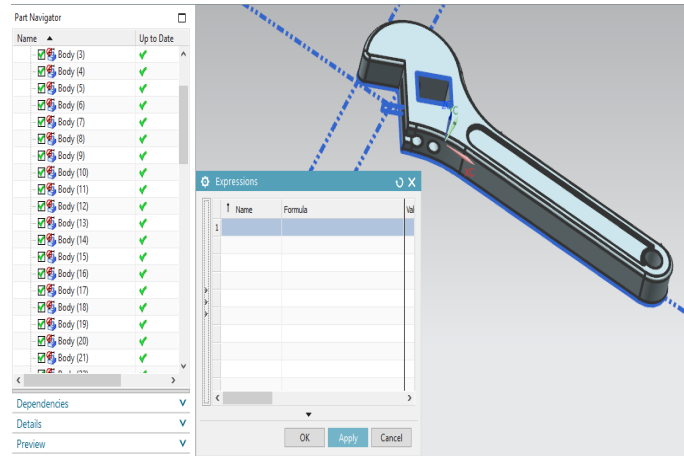 Part Navigator
Name Up to Date
Body (3)
Body (4)
Body (5)
Body (6)
Body (7)
Body (8)
Body (9)
Body (10)
Body (11)
Body (12)
Body (13)
Body (14)
Body (15)
Body (16)
Body (17)
Body (18)
Body (19)
Body (20)
Body (21)
Dependencies
Details
Preview
Expressions
Name Formula Val
1
OK Apply Cancel